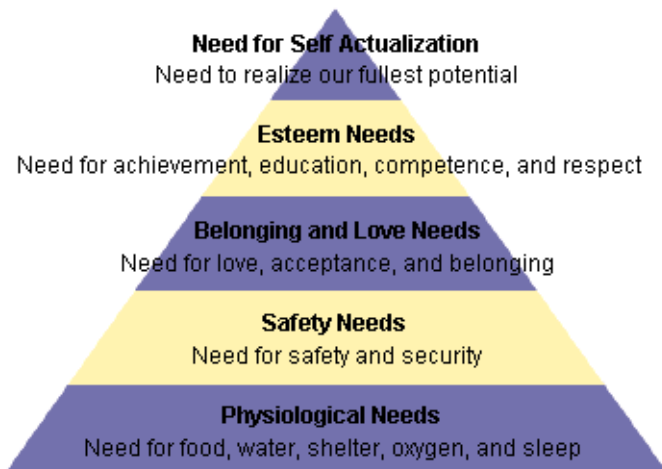 Need for Self Actualization
Need to realize our fullest potential
Esteem Needs
Need for achievement, education, competence, and respect
Belonging and Love Needs
Need for love, acceptance, and belonging
Safety Needs
Need for safety and security
Physiological Needs
Need for food, water, shelter, oxygen, and sleep